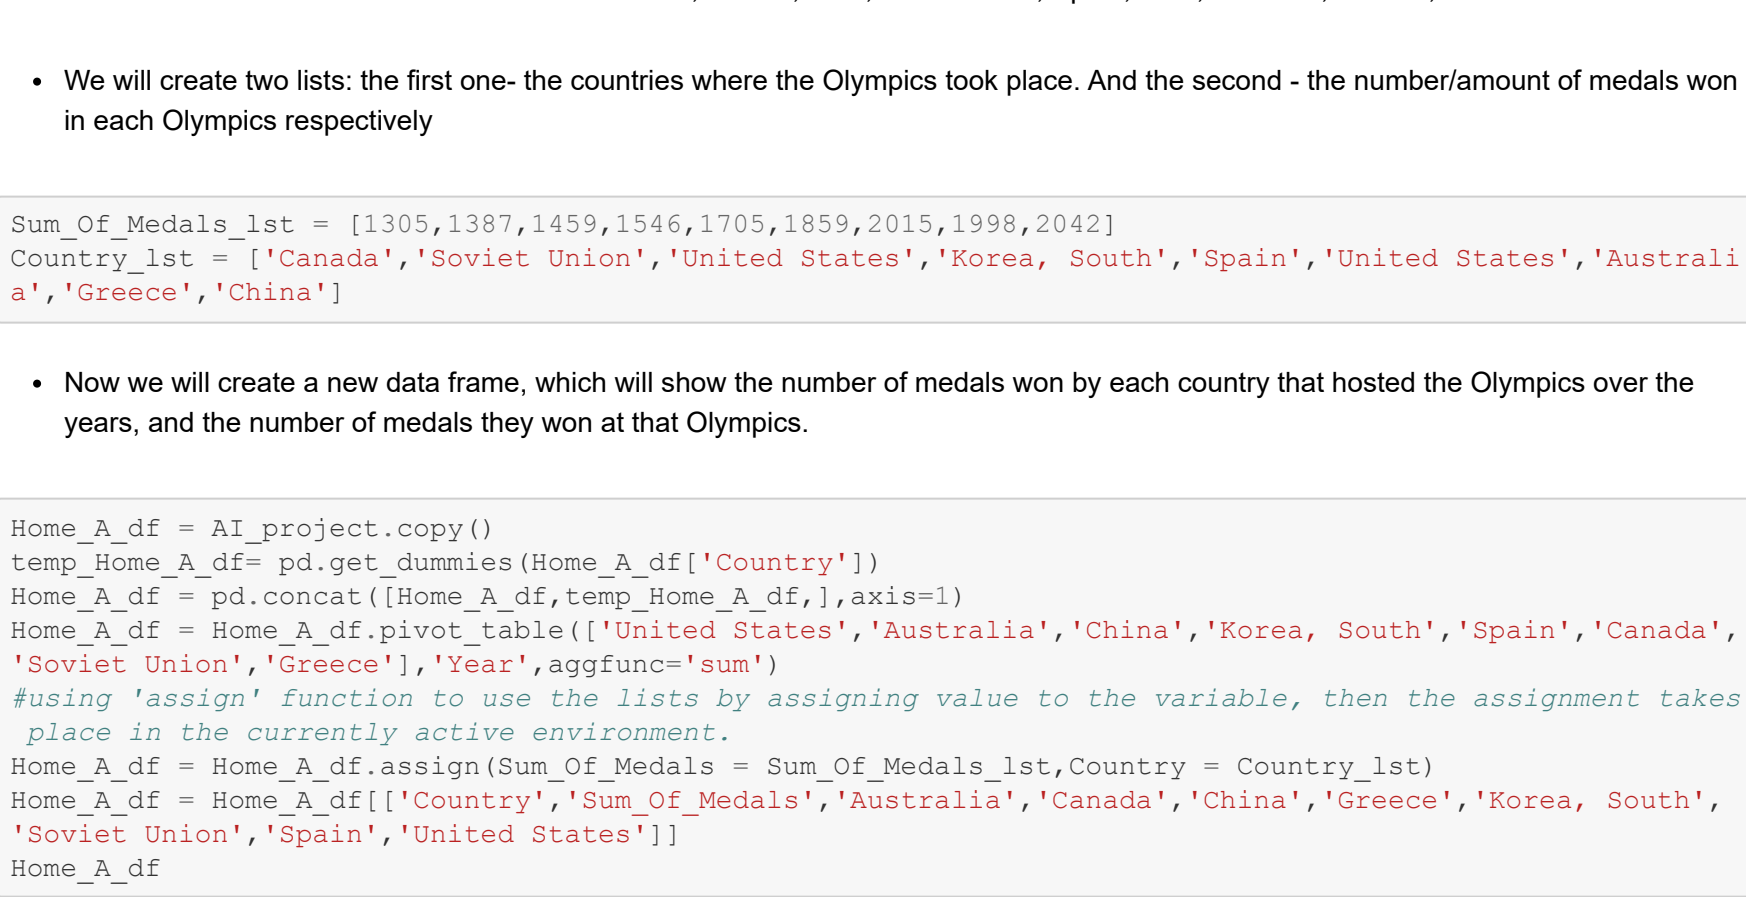 We will create two lists: the first one- the countries where the Olympics took place. And the second - the number/amount of medals won
in each Olympics respectively
Sum_Of_Medals_lst = [1305,1387,1459,1546,1705,1859,2015,1998,2042]
Country_lst = ['Canada','Soviet Union','United States','Korea, South','Spain','United States','Australi
a','Greece','China']
Now we will create a new data frame, which will show the number of medals won by each country that hosted the Olympics over the
years, and the number of medals they won at that Olympics.
Home_A_df = AI_project.copy()
temp_Home_A_df= pd.get_dummies(Home_A_df['Country'])
Home_A_df = pd.concat([Home_A_df,temp_Home_A_df,],axis=1)
Home_A_df = Home_A_df.pivot_table(['United States','Australia','China','Korea, South','Spain','Canada',
'Soviet Union','Greece'],'Year',aggfunc='sum')
#using 'assign' function to use the lists by assigning value to the variable, then the assignment takes
place in the currently active environment.
Home_A_df = Home_A_df.assign(Sum_Of_Medals = Sum_Of_Medals_lst,Country = Country_lst)
Home_A_df = Home_A_df[['Country','Sum_Of_Medals','Australia','Canada','China','Greece','Korea, South',
'Soviet Union','Spain','United States']]
Home_A_df